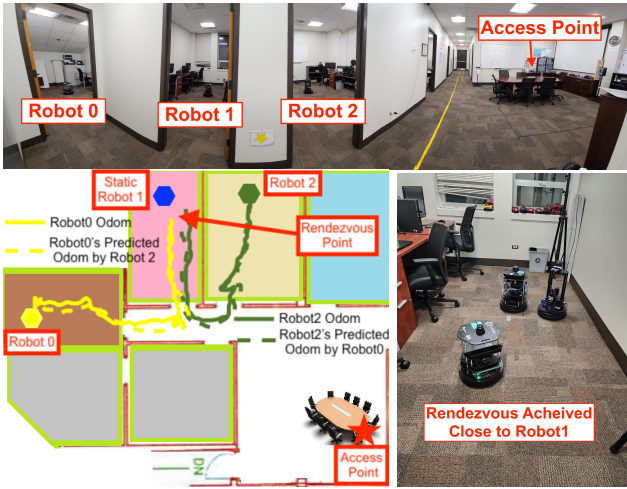 Access Point
Robot 0
Robot 1
Robot 2
Static
Robot 1
Robot 2
Robot0 Odom
Robot0's Predicted
Odom by Robot 2
Rendezvous
Point
Robot 0
Robot2 Odom
Robot2's Predicted
Odom by Robot0
Access
Point
DN
Rendezvous Acheived
Close to Robot1